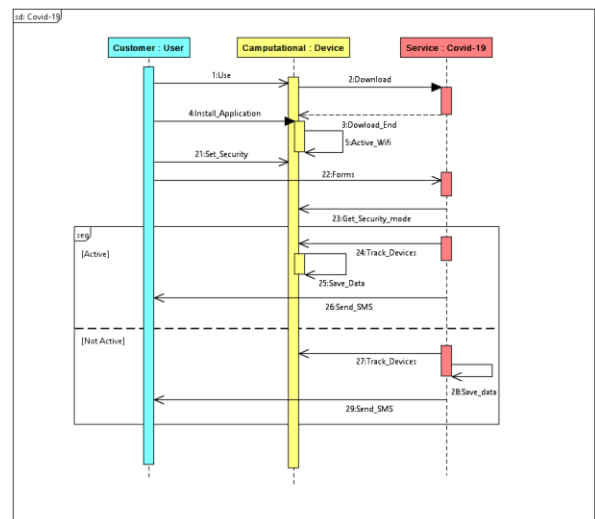 sd: Covid-19
Customer : User
Camputational : Device
Service : Covid-19
1:Use
2:Download
4:Install_Application
3:Dowload_End
5:Active_Wifi
21:Set_Security
22:Forms
23:Get_Security_mode
seq
[Active]
24:Track_Devices
25:Save_Data
26:Send_SMS
[Not Active]
27:Track_Devices
28:Save_data
29:Send_SMS